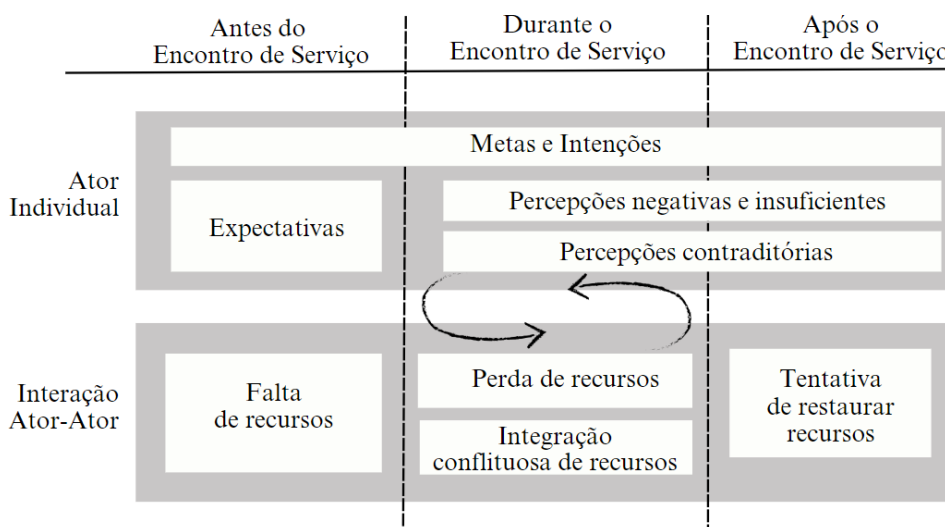 Antes do
Encontro de Serviço
Durante o
Encontro de Serviço
Após o
Encontro de Serviço
Ator
Individual
Metas e Intenções
Expectativas
Percepções negativas e insuficientes
Percepções contraditórias
Interação
Ator-Ator
Falta
de recursos
Perda de recursos
Integração
conflituosa de recursos
Tentativa
de restaurar
recursos